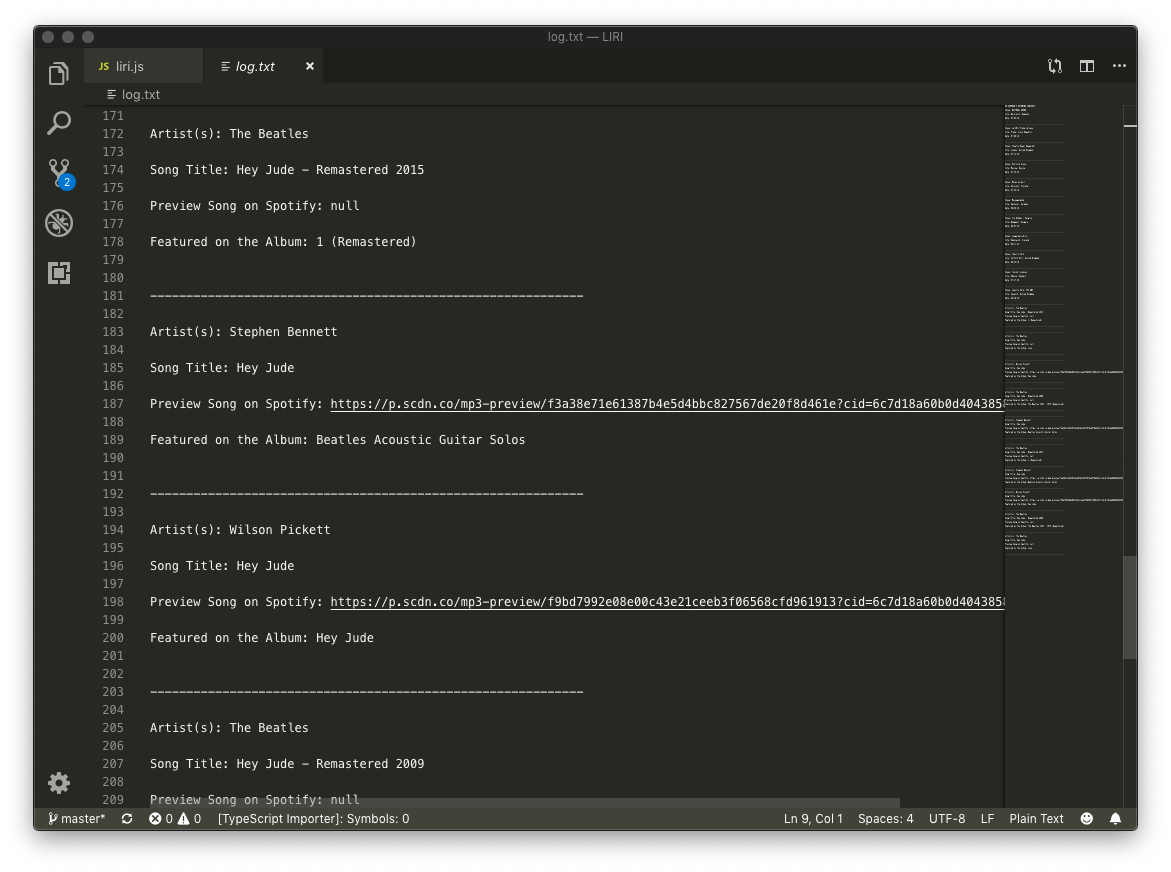 log.txt — LIRI
JS liri.js
log.txt
log.txt
171
172 Artist(s): The Beatles
173
174 Song Title: Hey Jude - Remastered 2015
175
176 Preview Song on Spotify: null
177
178 Featured on the Album: 1 (Remastered)
179
180
181 ------------------------------------------------------------
182
183 Artist(s): Stephen Bennett
184
185 Song Title: Hey Jude
186
187 Preview Song on Spotify: https://p.scdn.co/mp3-preview/f3a38e71e61387b4e5d4bbc827567de20f8d461e?cid=6c7d18a60b0d404385
188
189 Featured on the Album: Beatles Acoustic Guitar Solos
190
191
192 ------------------------------------------------------------
193
194 Artist(s): Wilson Pickett
195
196 Song Title: Hey Jude
197
198 Preview Song on Spotify: https://p.scdn.co/mp3-preview/f9bd7992e08e00c43e21ceeb3f06568cfd961913?cid=6c7d18a60b0d404385
199
200 Featured on the Album: Hey Jude
201
202
203 ------------------------------------------------------------
204
205 Artist(s): The Beatles
206
207 Song Title: Hey Jude - Remastered 2009
208
209 Preview Song on Spotify: null
2
master* 0 0 [TypeScript Importer]: Symbols: 0 Ln 9, Col 1 Spaces: 4 UTF-8 LF Plain Text